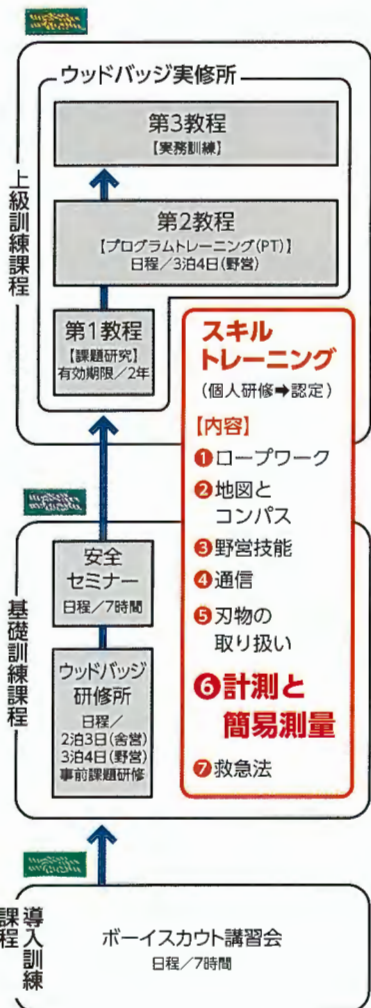 上級訓練課程
ウッドバッジ実修所
第3教程
【実務訓練】
第2教程
【プログラムトレーニング(PT)】
日程／3泊4日(野営)
第1教程
【課題研究】
有効期限／2年
スキル
トレーニング
(個人研修➡認定)
【内容】
❶ロープワーク
❷地図と
コンパス
❸野営技能
❹通信
❺刃物の
取り扱い
❻計測と
簡易測量
❼救急法
基礎訓練課程
安全
セミナー
日程／7時間
ウッドバッジ
研修所
日程／
2泊3日(舎営)
3泊4日(野営)
事前課題研修
導入訓練
課程
ボーイスカウト講習会
日程／7時間